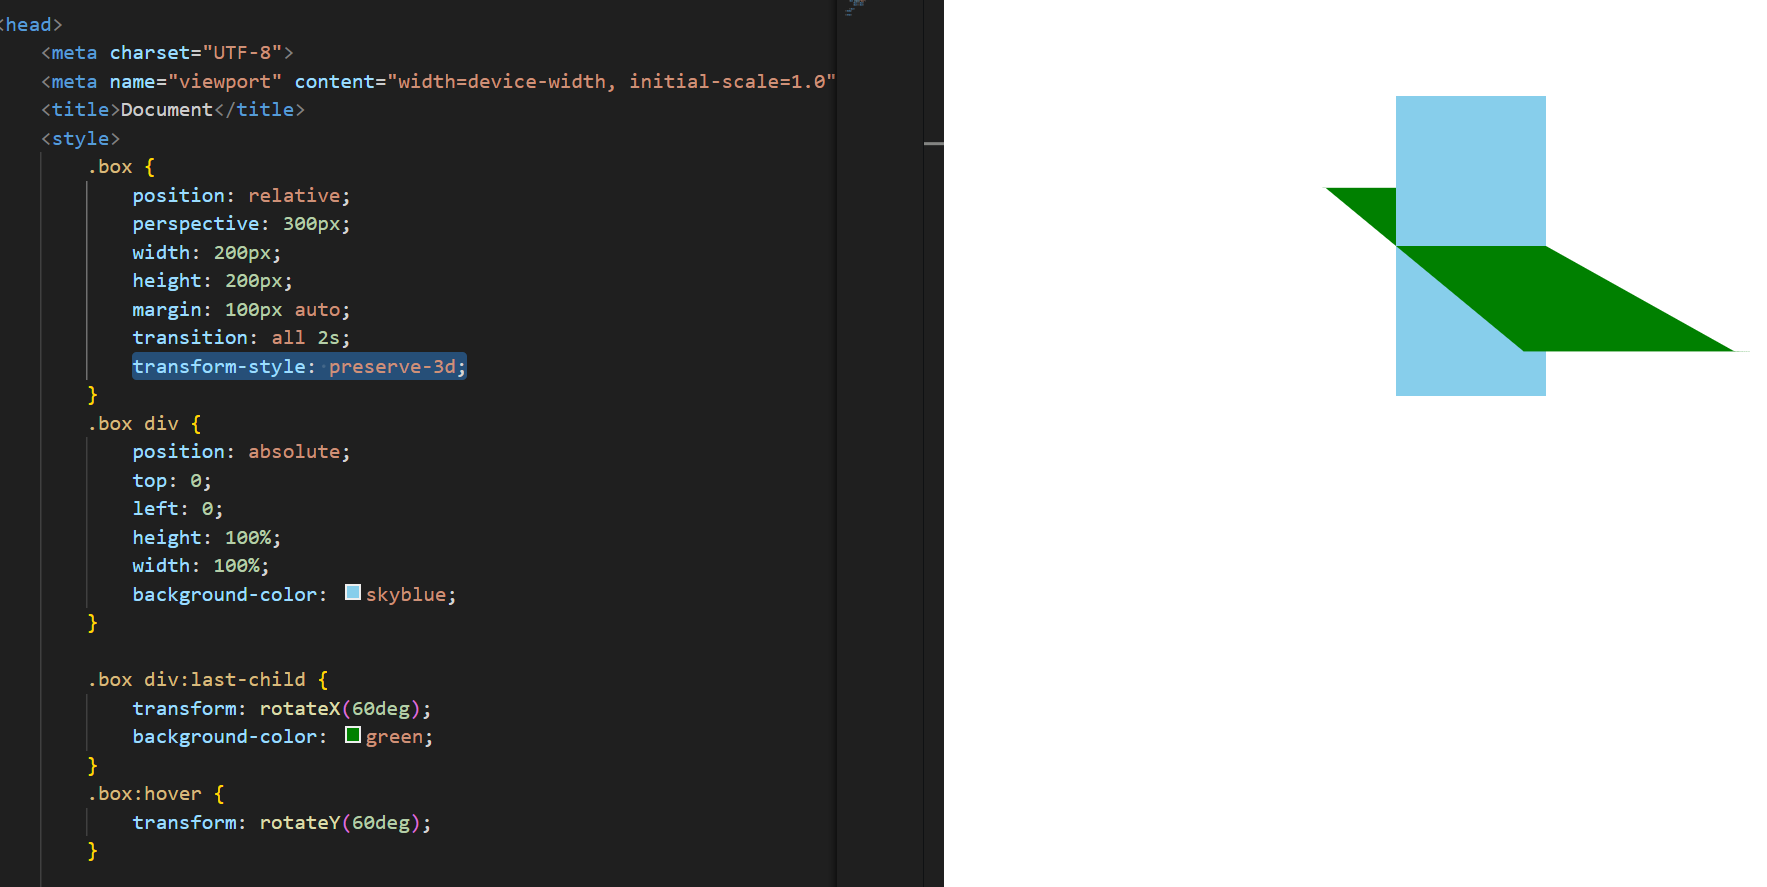 <head>
<meta charset="UTF-8">
<meta name="viewport" content="width=device-width, initial-scale=1.0"
<title>Document</title>
<style>
.box {
position: relative;
perspective: 300px;
width: 200px;
height: 200px;
margin: 100px auto;
transition: all 2s;
transform-style: preserve-3d;
}
.box div {
position: absolute;
top: 0;
left: 0;
height: 100%;
width: 100%;
background-color: skyblue;
}
.box div:last-child {
transform: rotateX(60deg);
background-color: green;
}
.box:hover {
transform: rotateY(60deg);
}